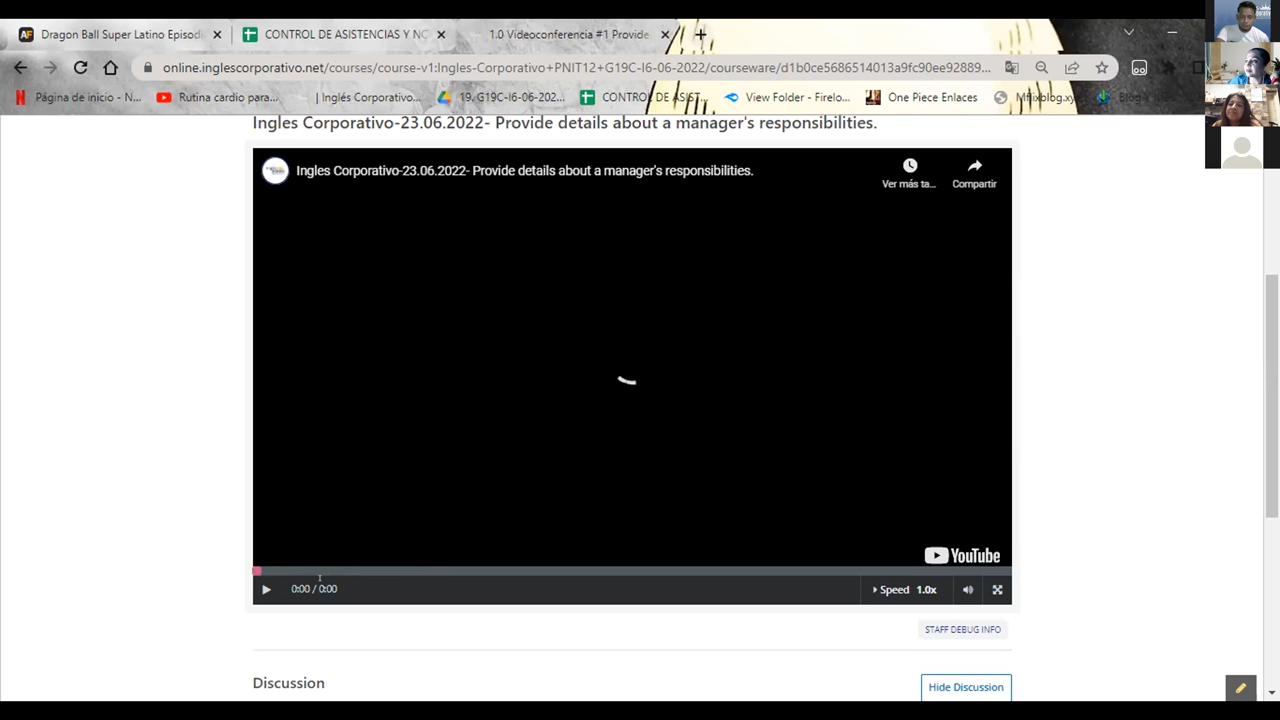 Dragon Ball Super Latino Episodi
CONTROL DE ASISTENCIAS Y NC
1.0 Videoconferencia #1 Provide
online.inglescorporativo.net/courses/course-v1:Ingles-Corporativo+PNIT12+G19C-I6-06-2022/courseware/d1b0ce5686514013a9fc90ee92889...
Página de inicio - N...
Rutina cardio para...
| Inglés Corporativo...
19. G19C-I6-06-202...
CONTROL DE ASIST...
View Folder - Firelo...
One Piece Enlaces
Mflixblog.xy
Blog
Ingles Corporativo-23.06.2022- Provide details about a manager's responsibilities.
Ingles Corporativo-23.06.2022- Provide details about a manager's responsibilities.
Ver más ta...
Compartir
YouTube
0:00 / 0:00
Speed 1.0x
STAFF DEBUG INFO
Discussion
Hide Discussion